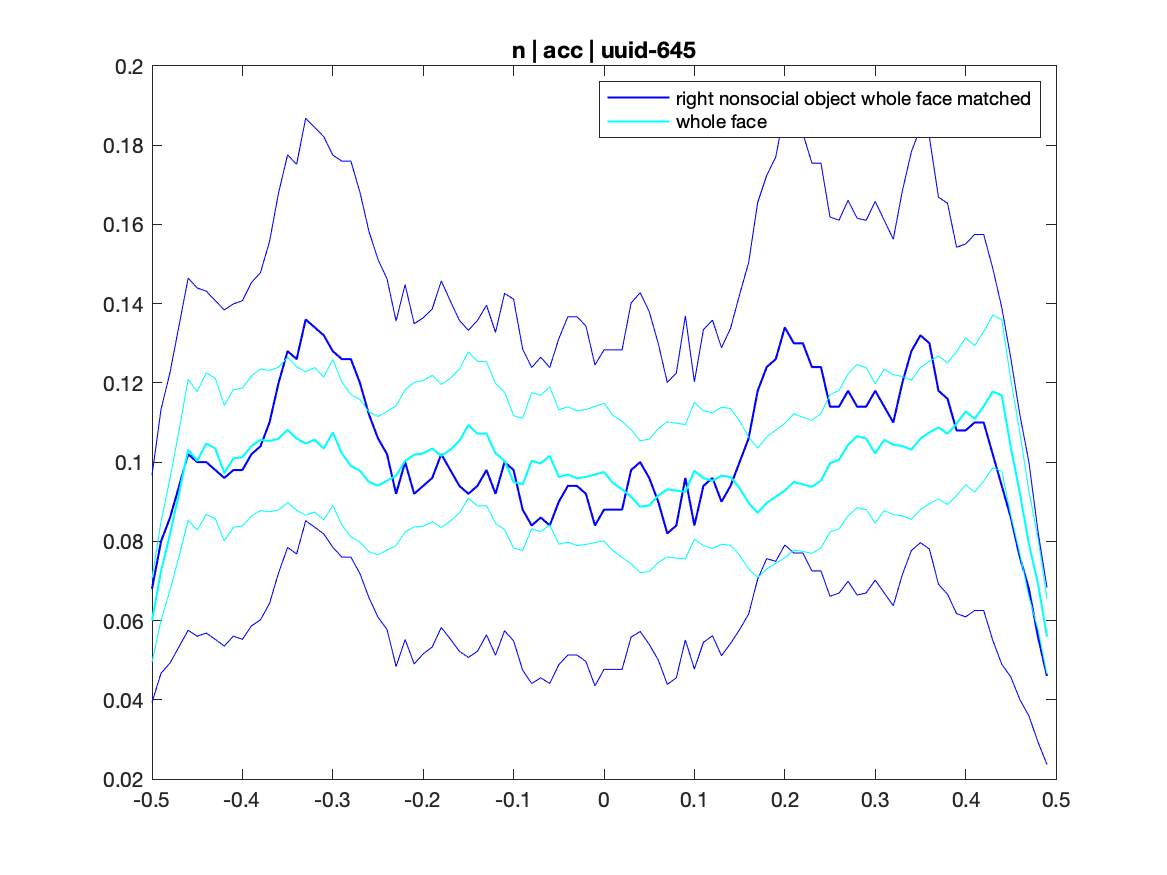 n | acc | uuid-645
right nonsocial object whole face matched
whole face
0.2
0.18
0.16
0.14
0.12
0.1
0.08
0.06
0.04
0.02
-0.5 -0.4 -0.3 -0.2 -0.1 0 0.1 0.2 0.3 0.4 0.5